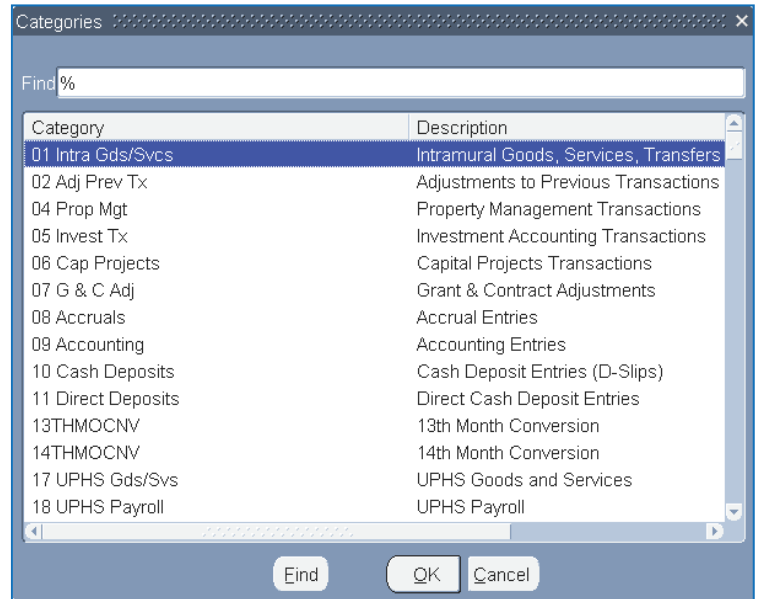 Categories
Find %
Category Description
01 Intra Gds/Svcs Intramural Goods, Services, Transfers
02 Adj Prev Tx Adjustments to Previous Transactions
04 Prop Mgt Property Management Transactions
05 Invest Tx Investment Accounting Transactions
06 Cap Projects Capital Projects Transactions
07 G & C Adj Grant & Contract Adjustments
08 Accruals Accrual Entries
09 Accounting Accounting Entries
10 Cash Deposits Cash Deposit Entries (D-Slips)
11 Direct Deposits Direct Cash Deposit Entries
13THMOCNV 13th Month Conversion
14THMOCNV 14th Month Conversion
17 UPHS Gds/Svs UPHS Goods and Services
18 UPHS Payroll UPHS Payroll
Find OK Cancel